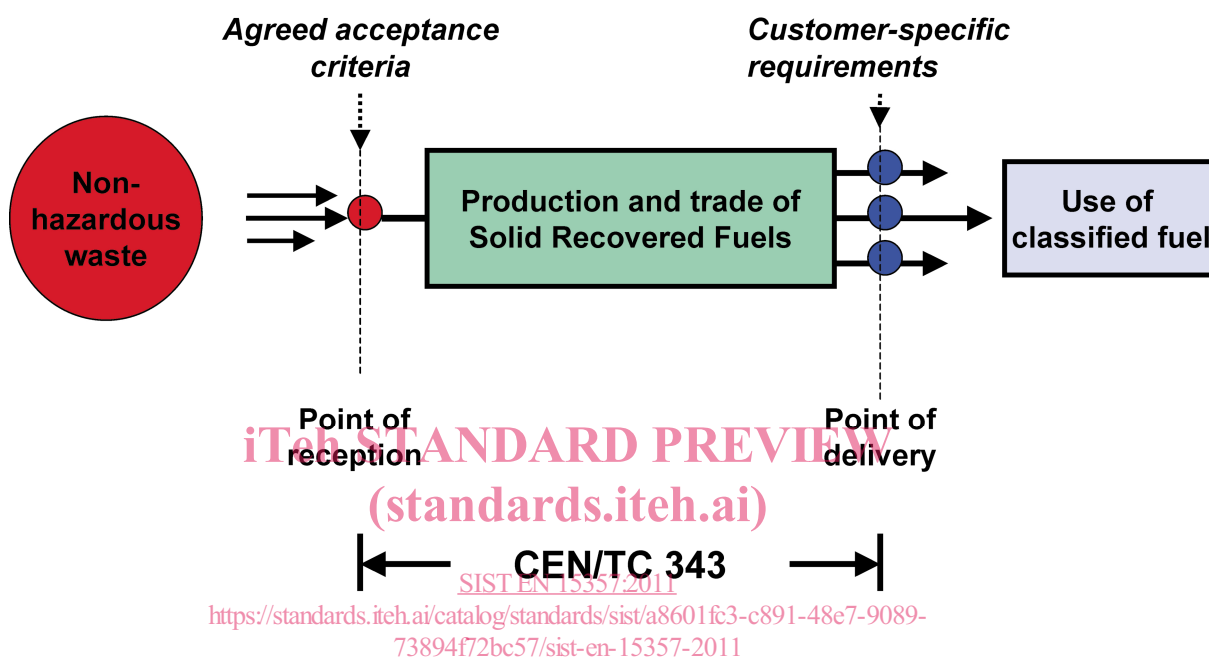 Agreed acceptance
criteria
Customer-specific
requirements
Non-
hazardous
waste
Production and trade of
Solid Recovered Fuels
Use of
classified fuel
Point of
reception
Point of
delivery
iTeh STANDARD PREVIEW
(standards.iteh.ai)
CEN/TC 343
SIST EN 15357:2011
https://standards.iteh.ai/catalog/standards/sist/a8601fc3-c891-48e7-9089-
73894f72bc57/sist-en-15357-2011